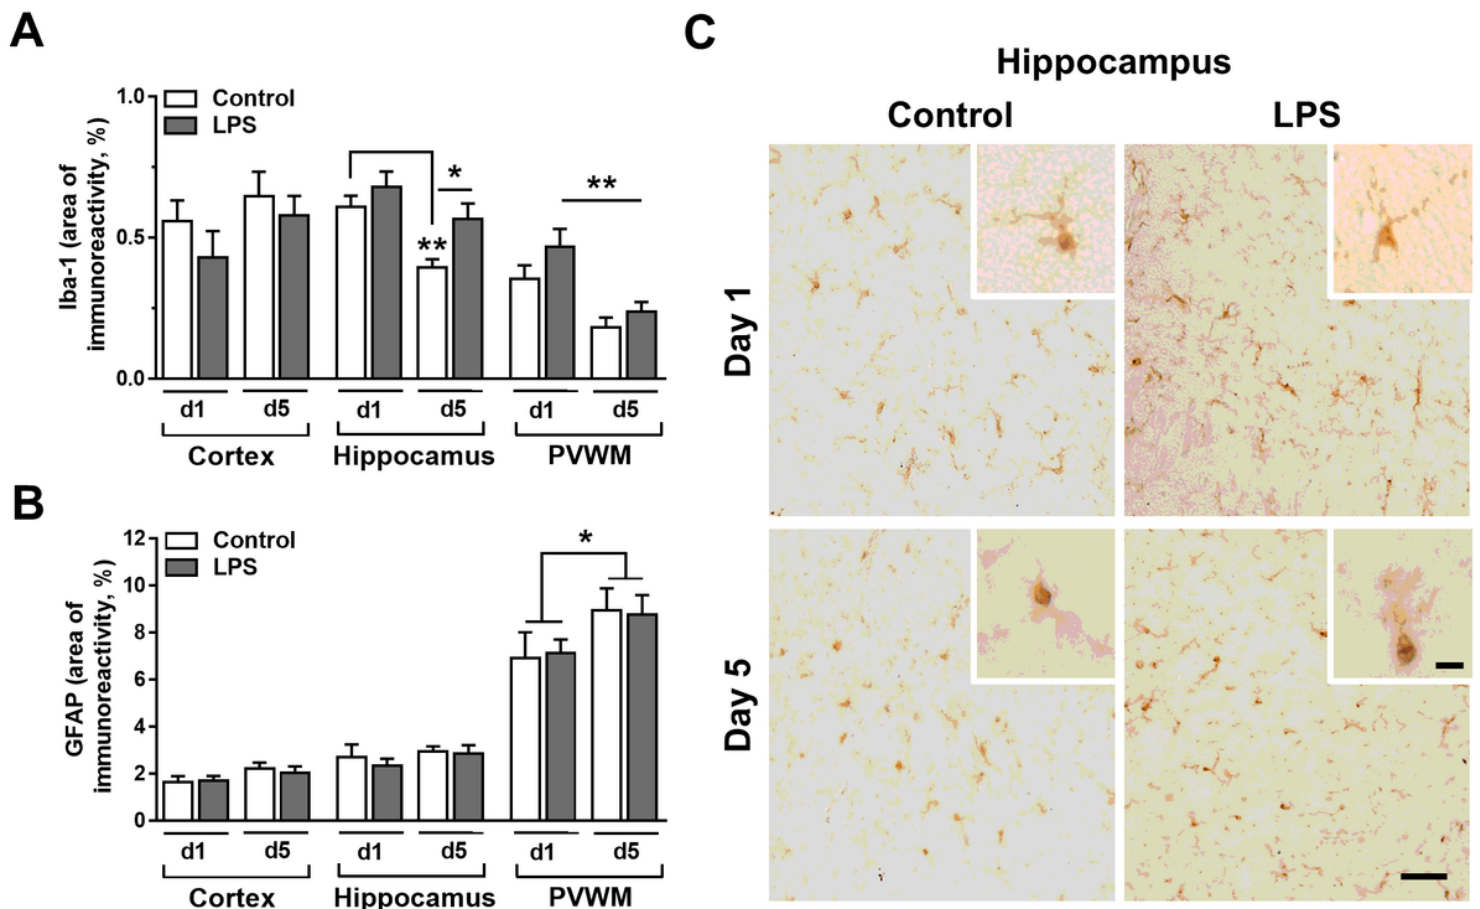 A
Iba-1 (area of
immunoreactivity, %)
1.0
0.5
0.0
Control
LPS
*
**
**
d1
d5
d1
d5
d1
d5
Cortex
Hippocamus
PVWM
B
GFAP (area of
immunoreactivity, %)
12
10
8
6
4
2
0
Control
LPS
*
d1
d5
d1
d5
d1
d5
Cortex
Hippocamus
PVWM
C
Hippocampus
Control
LPS
Day 1
Day 5